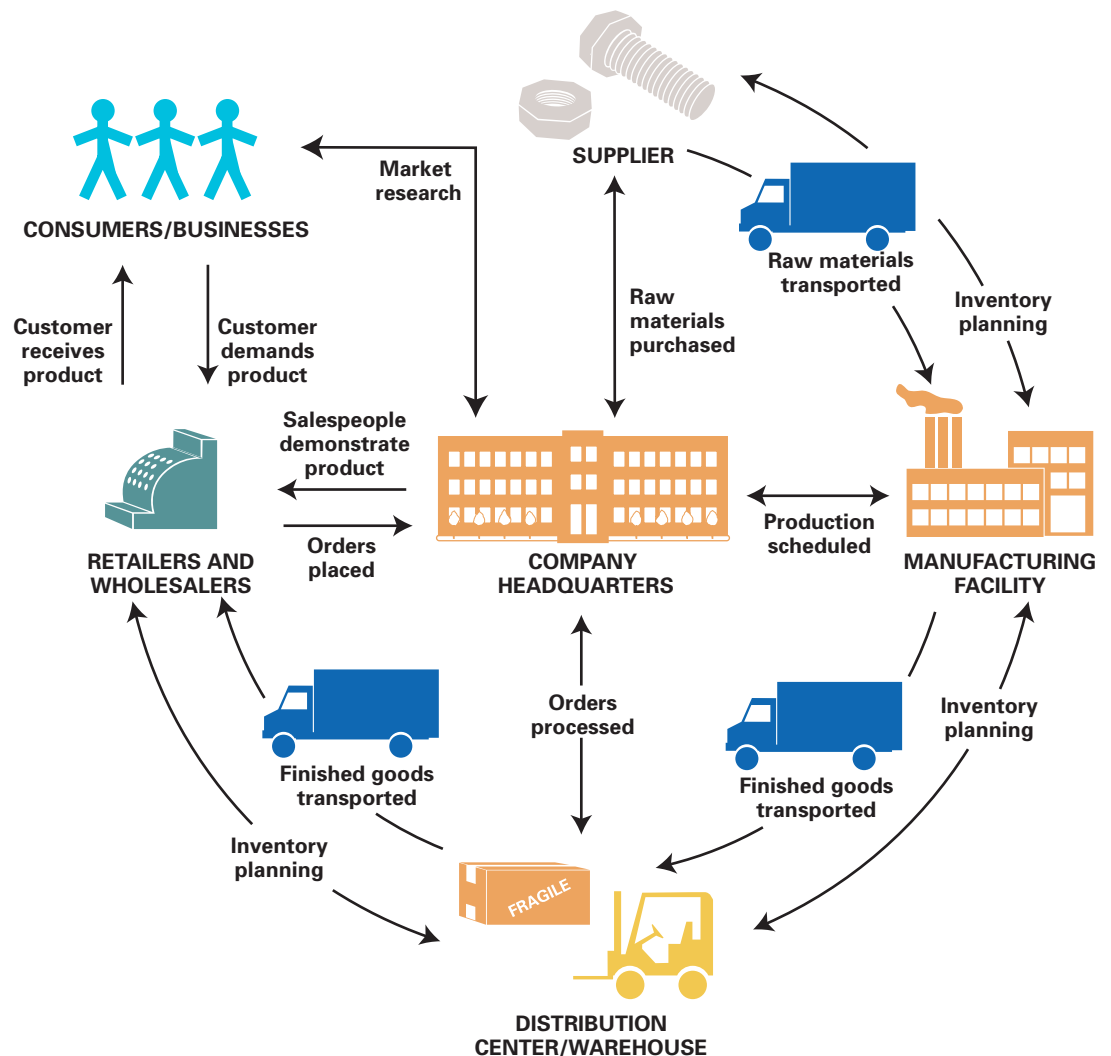 SUPPLIER
Market
research
CONSUMERS/BUSINESSES
Raw materials
transported
Raw
materials
purchased
Inventory
planning
Customer
receives
product
Customer
demands
product
Salespeople
demonstrate
product
Orders
placed
Production
scheduled
RETAILERS AND
WHOLESALERS
COMPANY
HEADQUARTERS
MANUFACTURING
FACILITY
Orders
processed
Inventory
planning
Finished goods
transported
Finished goods
transported
Inventory
planning
FRAGILE
DISTRIBUTION
CENTER/WAREHOUSE